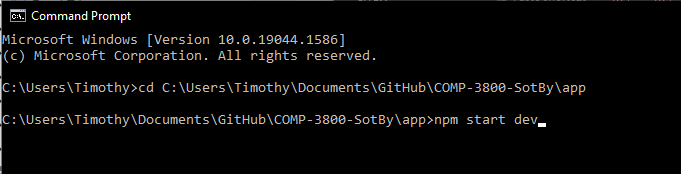 Command Prompt
Microsoft Windows [Version 10.0.19044.1586]
(c) Microsoft Corporation. All rights reserved.
C:\Users\Timothy>cd C:\Users\Timothy\Documents\GitHub\COMP-3800-SotBy\app
C:\Users\Timothy\Documents\GitHub\COMP-3800-SotBy\app>npm start dev